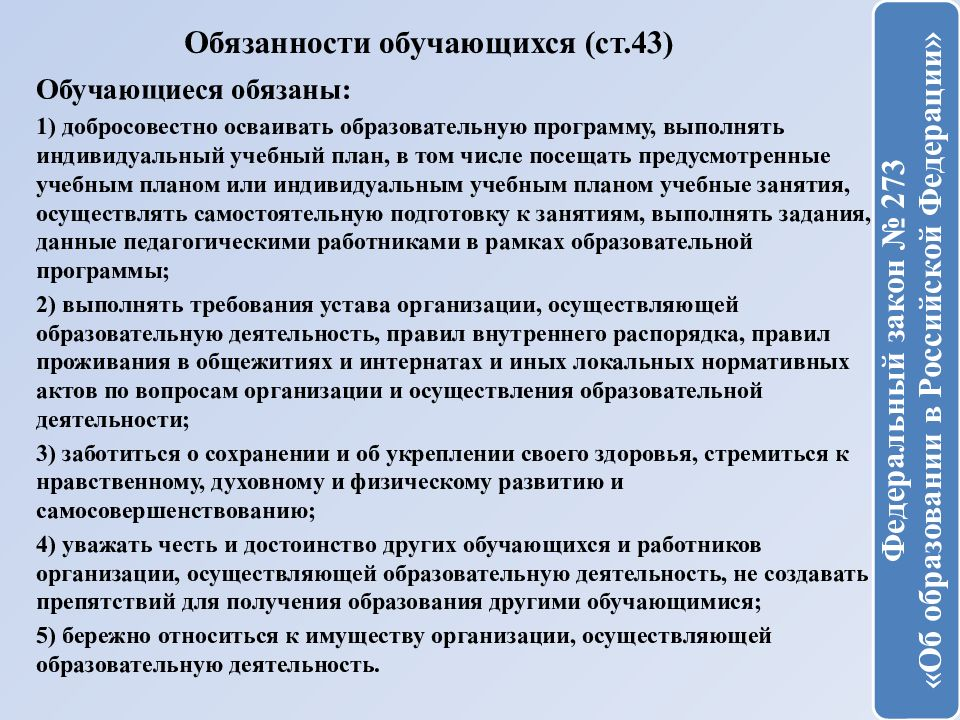 Обязанности обучающихся (ст.43)
Обучающиеся обязаны:
1) добросовестно осваивать образовательную программу, выполнять
индивидуальный учебный план, в том числе посещать предусмотренные
учебным планом или индивидуальным учебным планом учебные занятия,
осуществлять самостоятельную подготовку к занятиям, выполнять задания,
данные педагогическими работниками в рамках образовательной
программы;
2) выполнять требования устава организации, осуществляющей
образовательную деятельность, правил внутреннего распорядка, правил
проживания в общежитиях и интернатах и иных локальных нормативных
актов по вопросам организации и осуществления образовательной
деятельности;
3) заботиться о сохранении и об укреплении своего здоровья, стремиться к
нравственному, духовному и физическому развитию и
самосовершенствованию;
4) уважать честь и достоинство других обучающихся и работников
организации, осуществляющей образовательную деятельность, не создавать
препятствий для получения образования другими обучающимися;
5) бережно относиться к имуществу организации, осуществляющей
образовательную деятельность.
Федеральный закон № 273
«Об образовании в Российской Федерации»